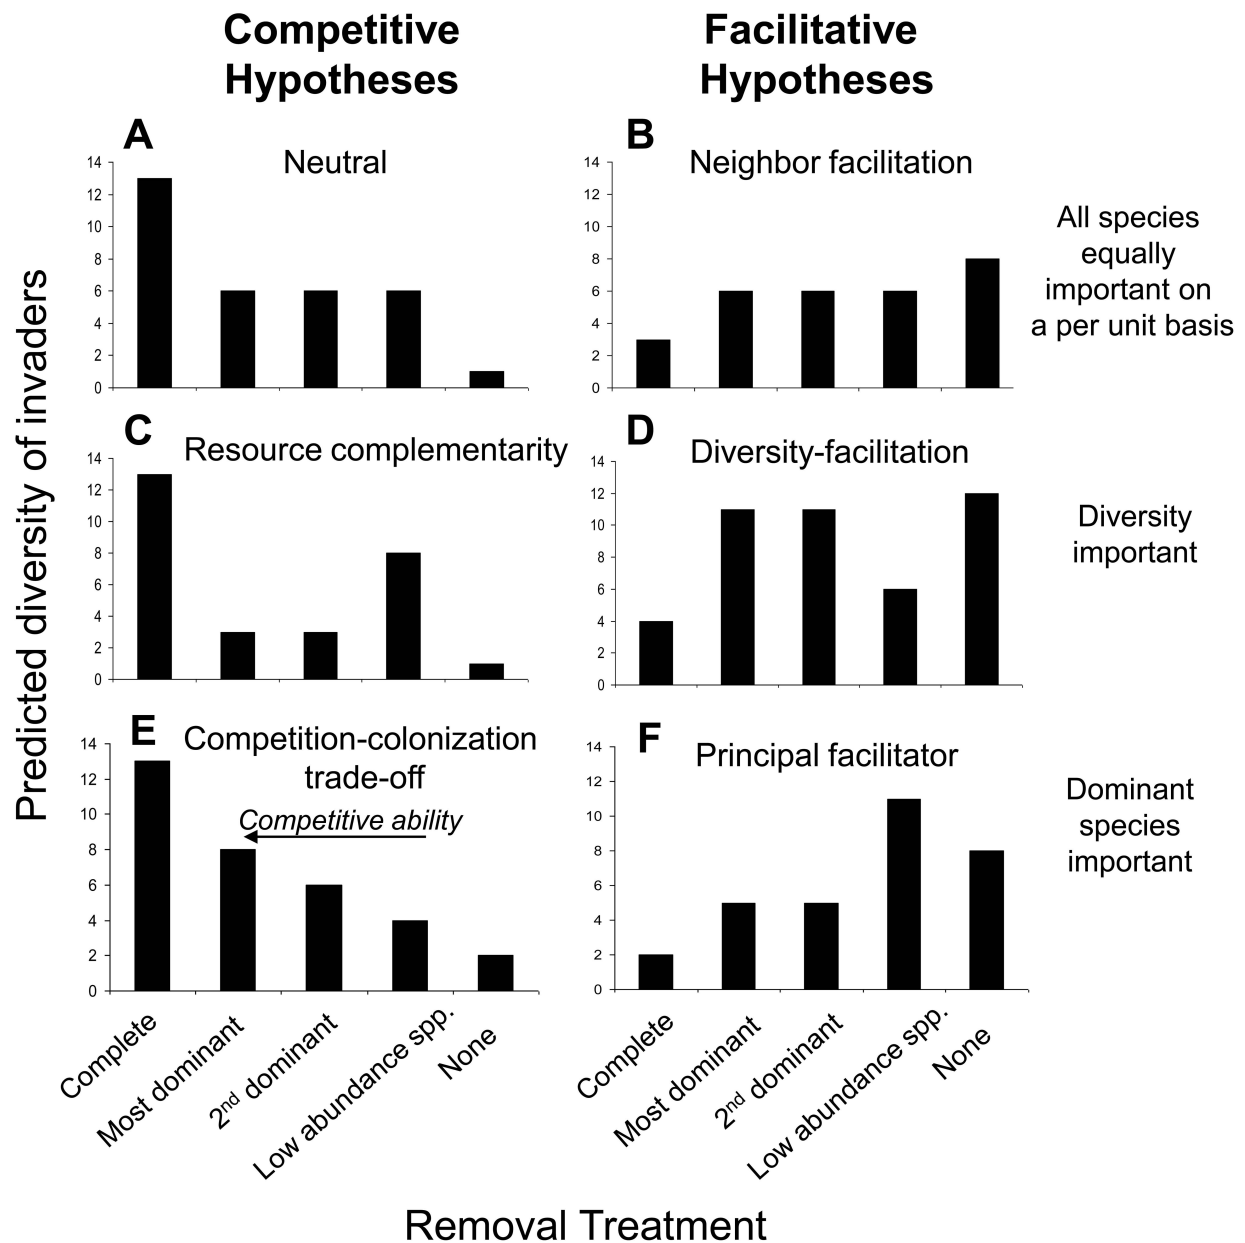 Competitive
Hypotheses
Facilitative
Hypotheses
Predicted diversity of invaders
A
Neutral
14
12
10
8
6
4
2
0
B
Neighbor facilitation
14
12
10
8
6
4
2
0
All species
equally
important on
a per unit basis
C
Resource complementarity
14
12
10
8
6
4
2
0
D
Diversity-facilitation
14
12
10
8
6
4
2
0
Diversity
important
E
Competition-colonization
trade-off
Competitive ability
14
12
10
8
6
4
2
0
F
Principal facilitator
14
12
10
8
6
4
2
0
Dominant
species
important
Complete
Most dominant
2nd dominant
Low abundance spp.
None
Complete
Most dominant
2nd dominant
Low abundance spp.
None
Removal Treatment